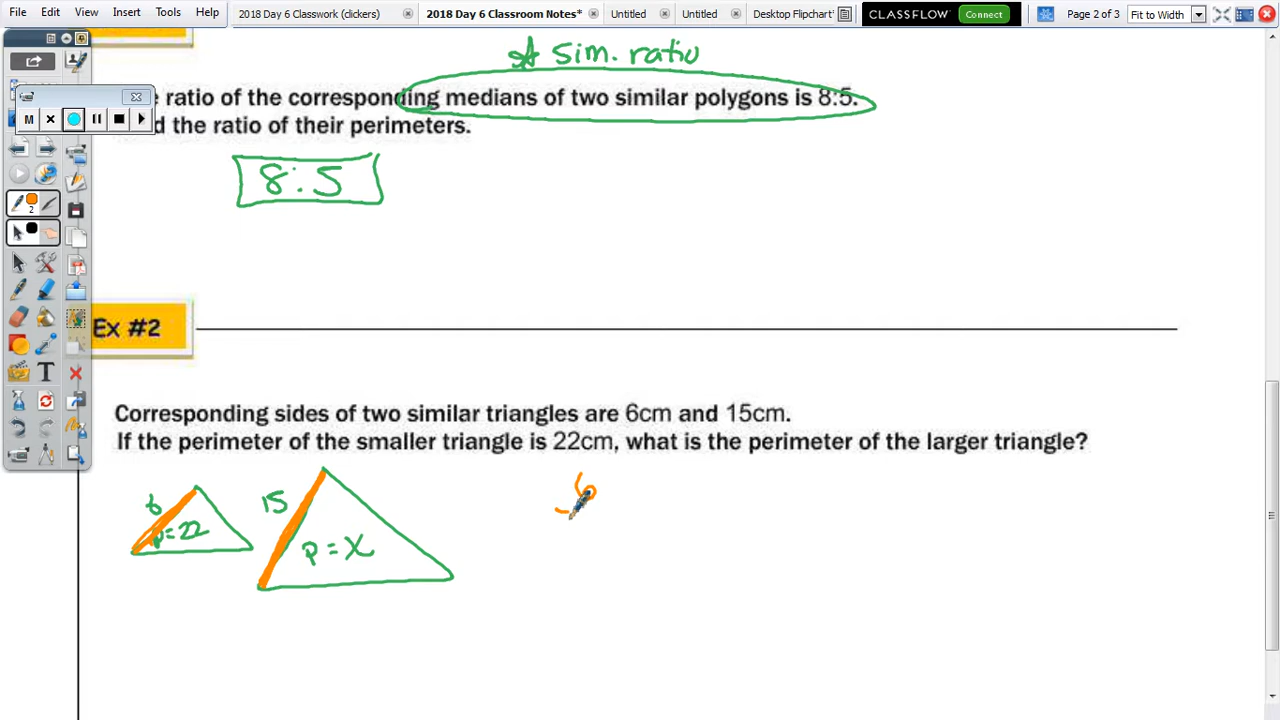 File Edit View Insert Tools Help 2018 Day 6 Classwork (clickers) 2018 Day 6 Classroom Notes* Untitled Untitled Desktop Flipchart CLASSFLOW Connect Page 2 of 3 Fit to Width
Sim. ratio
ratio of the corresponding medians of two similar polygons is 8:5.
M
d the ratio of their perimeters.
8:5
2
Ex #2
Corresponding sides of two similar triangles are 6cm and 15cm.
If the perimeter of the smaller triangle is 22cm, what is the perimeter of the larger triangle?
6 15 6
p=22 p=x